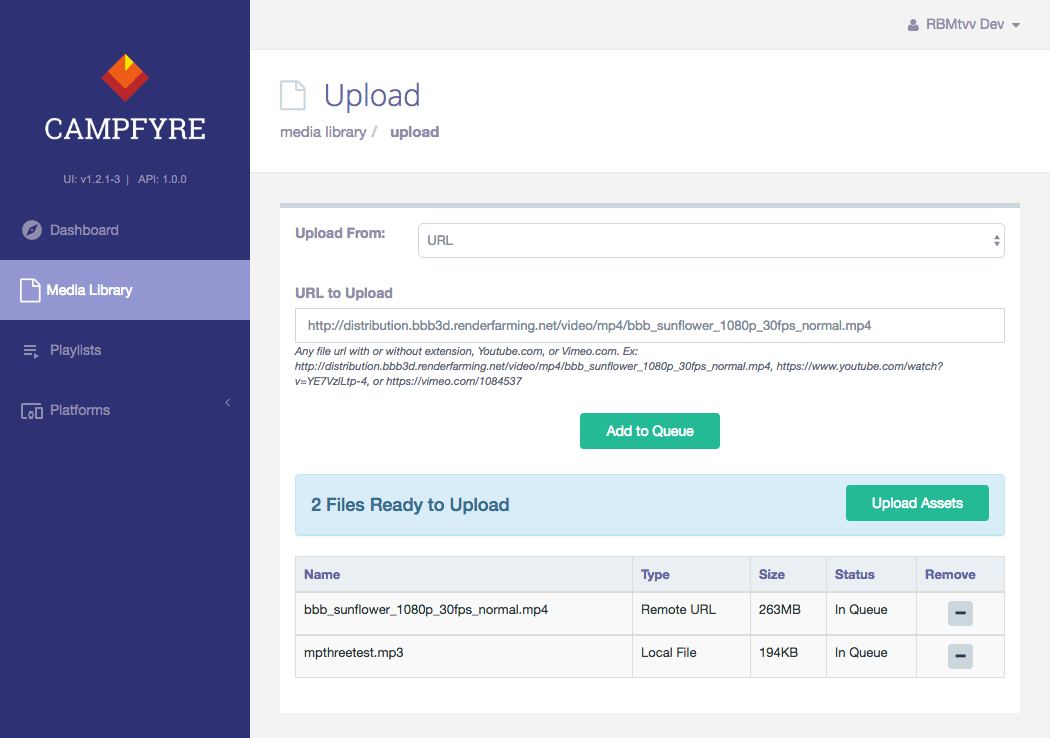 RBMtvv Dev
CAMPFYRE
UI: v1.2.1-3 | API: 1.0.0
Dashboard
Media Library
Playlists
Platforms
Upload
media library / upload
Upload From: URL
URL to Upload
http://distribution.bbb3d.renderfarming.net/video/mp4/bbb_sunflower_1080p_30fps_normal.mp4
Any file url with or without extension, Youtube.com, or Vimeo.com. Ex:
http://distribution.bbb3d.renderfarming.net/video/mp4/bbb_sunflower_1080p_30fps_normal.mp4, https://www.youtube.com/watch?
v=YE7VzlLtp-4, or https://vimeo.com/1084537
Add to Queue
2 Files Ready to Upload Upload Assets
Name Type Size Status Remove
bbb_sunflower_1080p_30fps_normal.mp4 Remote URL 263MB In Queue
mpthreetest.mp3 Local File 194KB In Queue